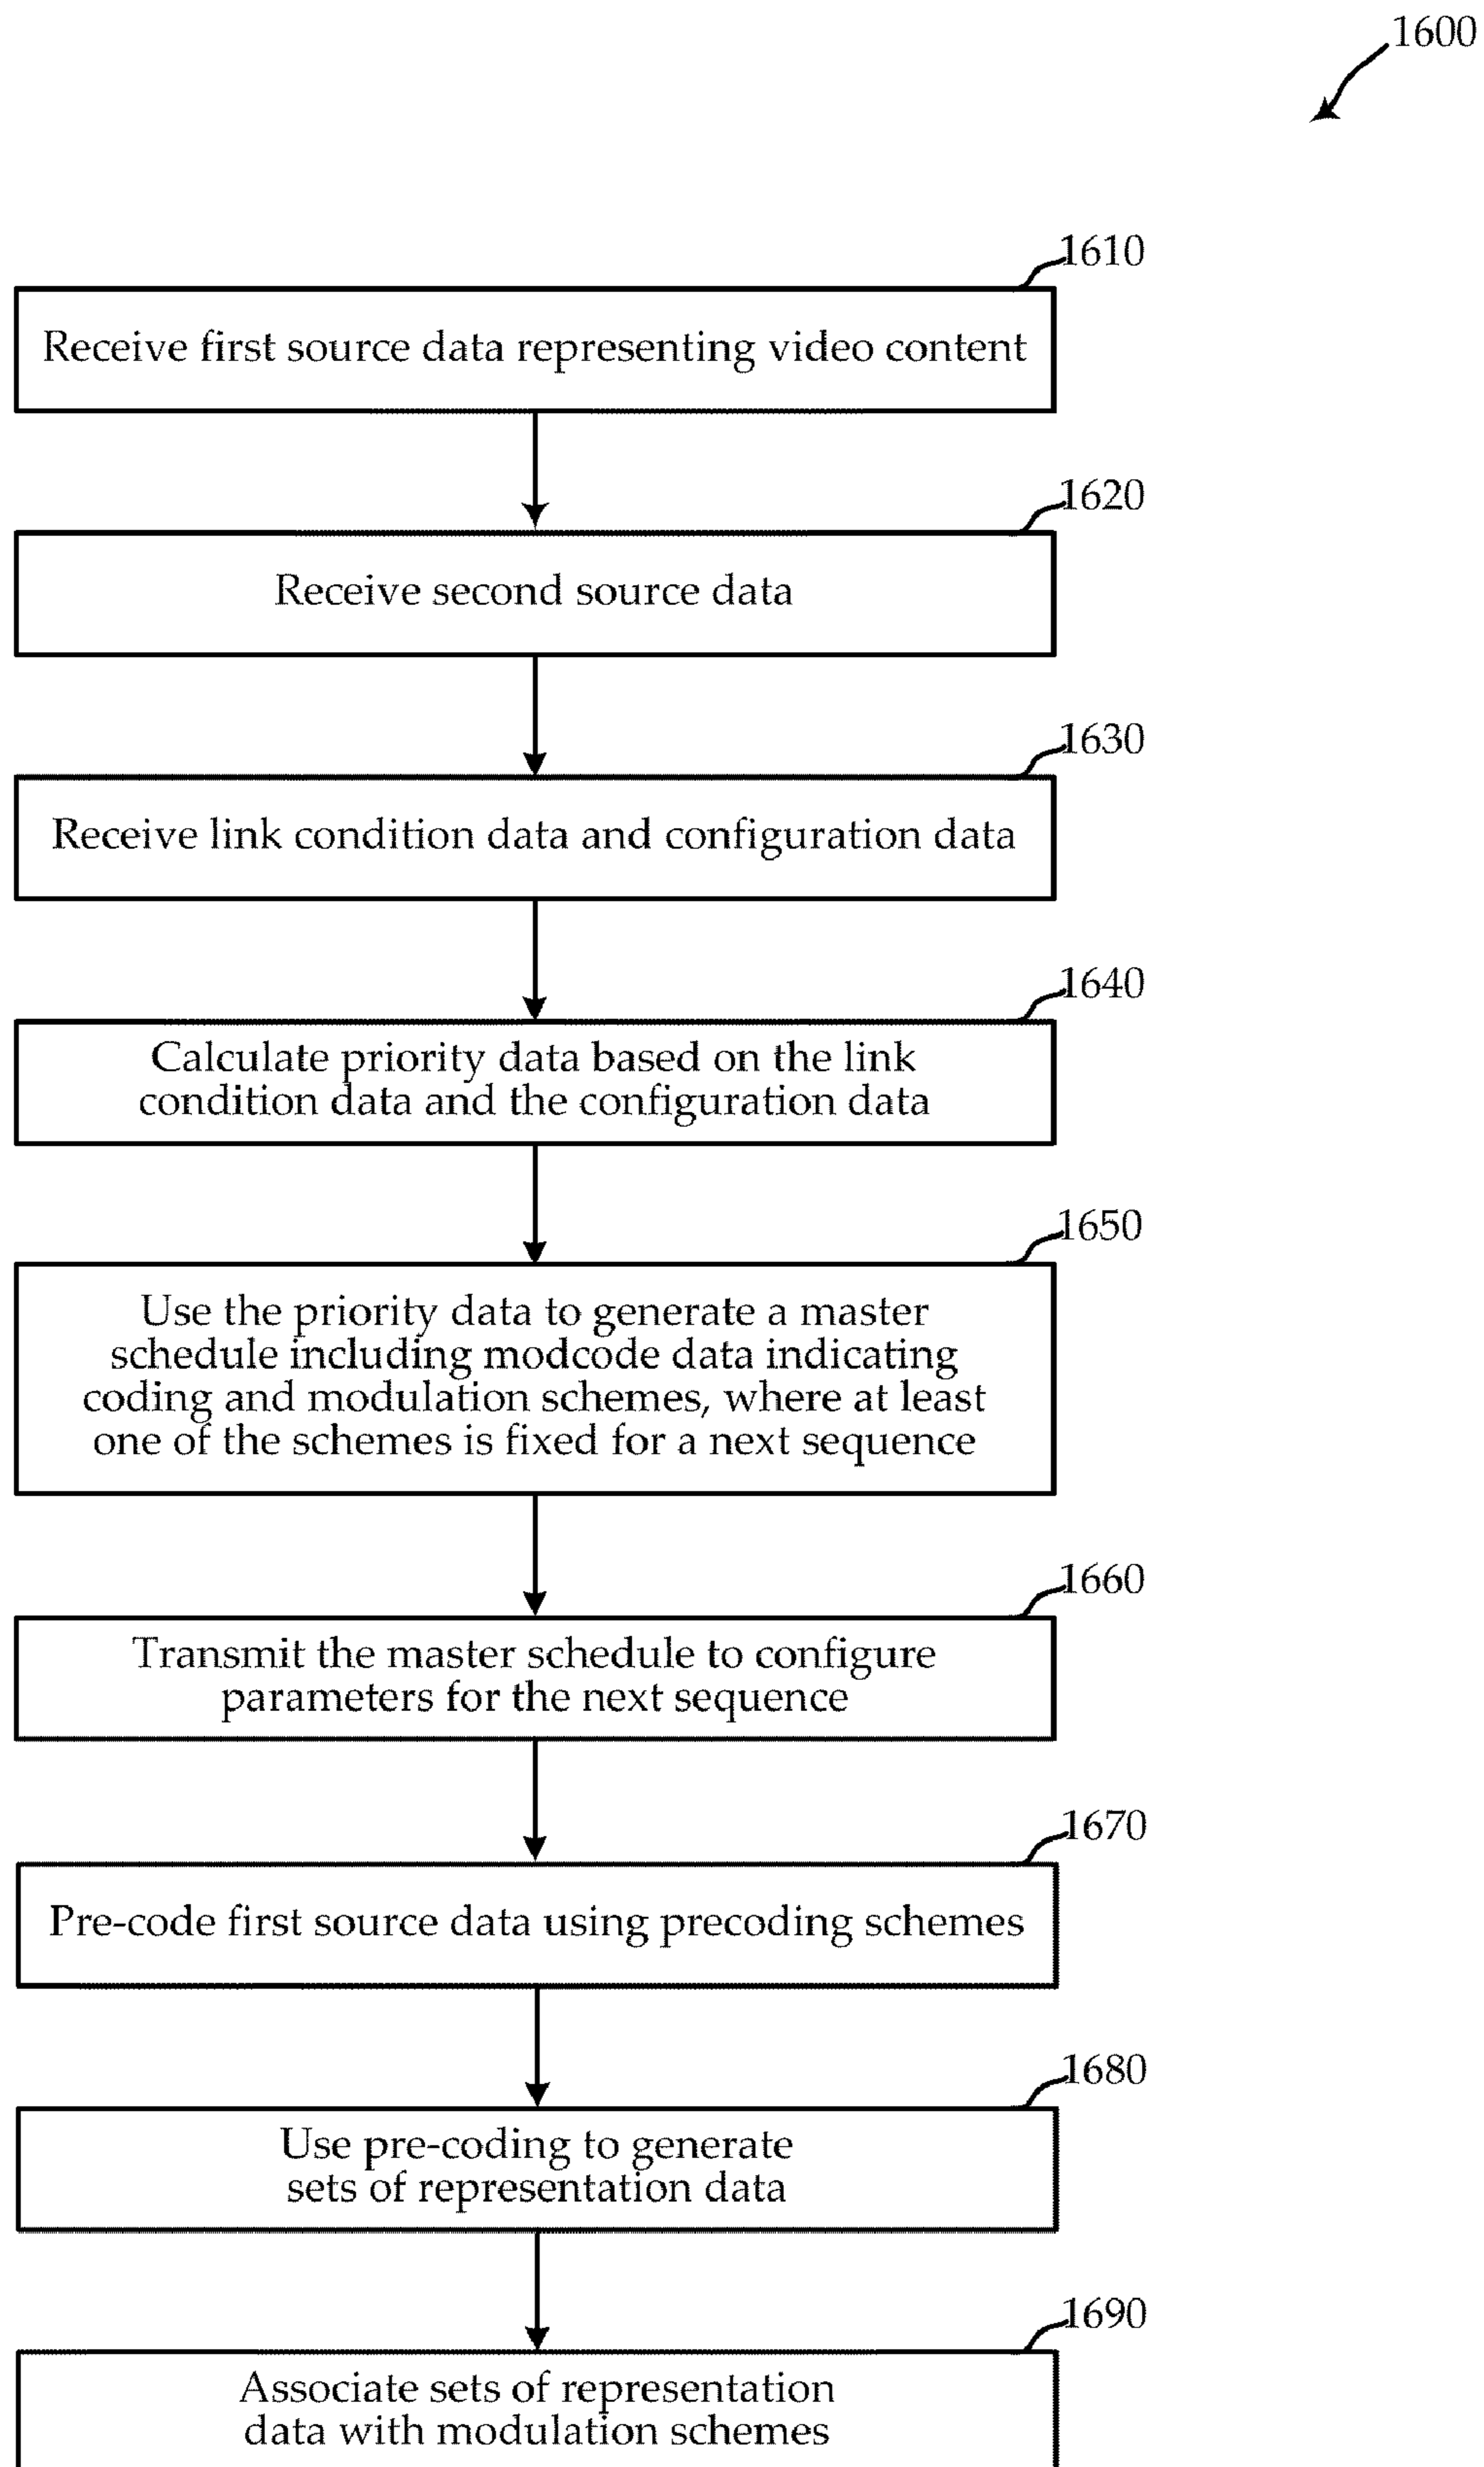 1600
1610
Receive first source data representing video content
1620
Receive second source data
1630
Receive link condition data and configuration data
1640
Calculate priority data based on the link
condition data and the configuration data
1650
Use the priority data to generate a master
schedule including modcode data indicating
coding and modulation schemes, where at least
one of the schemes is fixed for a next sequence
1660
Transmit the master schedule to configure
parameters for the next sequence
1670
Pre-code first source data using precoding schemes
1680
Use pre-coding to generate
sets of representation data
1690
Associate sets of representation
data with modulation schemes